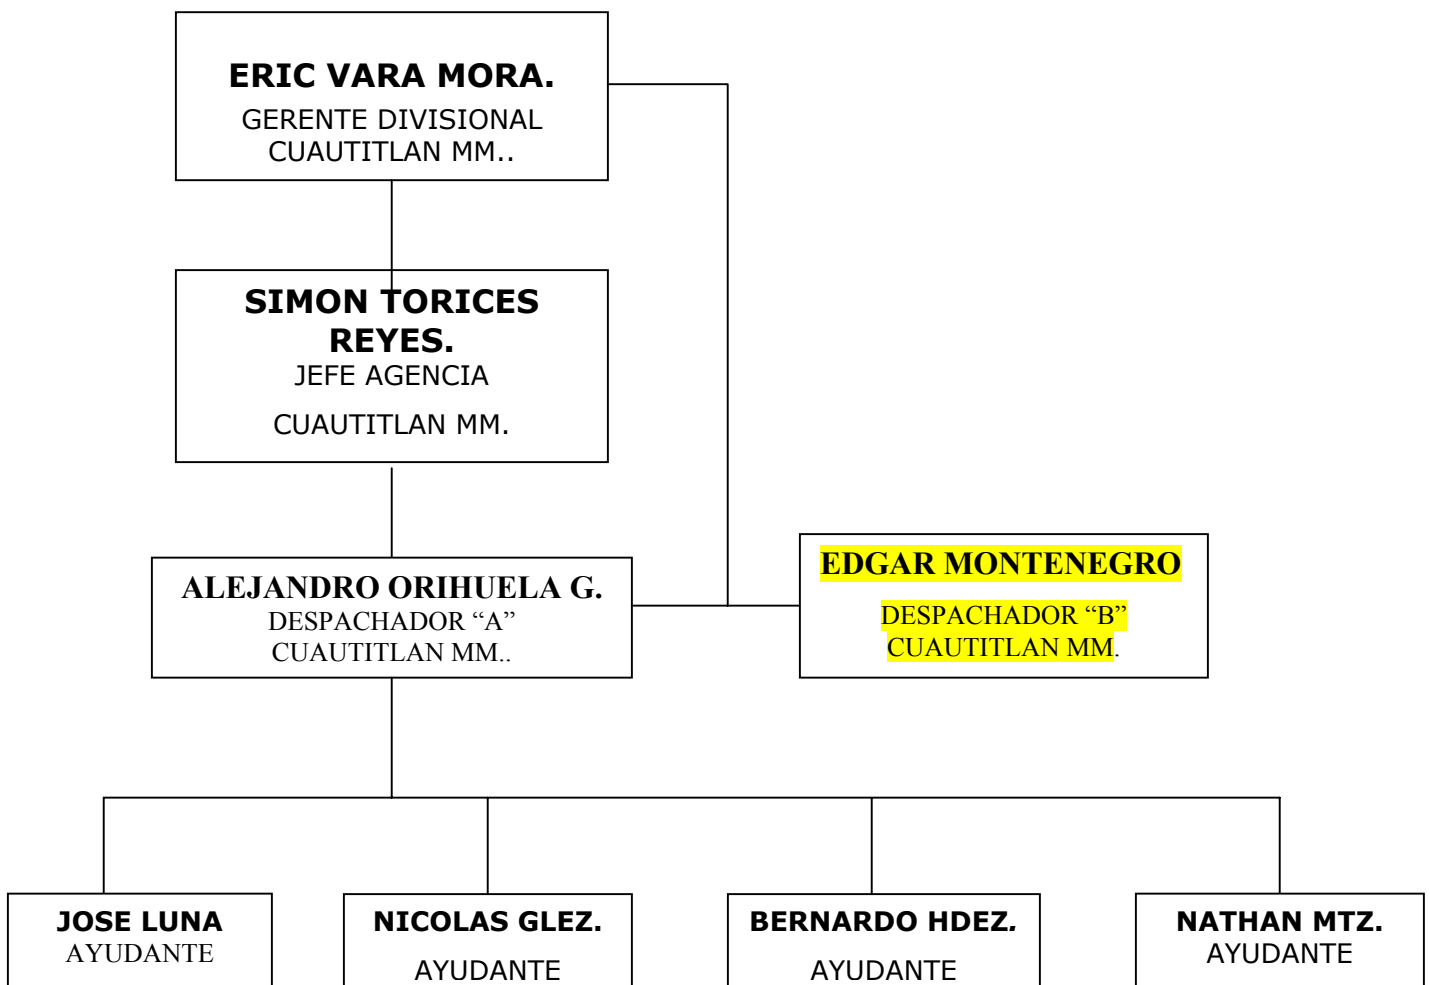 ERIC VARA MORA.
GERENTE DIVISIONAL
CUAUTITLAN MM..
SIMON TORICES
REYES.
JEFE AGENCIA
CUAUTITLAN MM.
ALEJANDRO ORIHUELA G.
DESPACHADOR “A”
CUAUTITLAN MM..
EDGAR MONTENEGRO
DESPACHADOR “B”
CUAUTITLAN MM.
JOSE LUNA
AYUDANTE
NICOLAS GLEZ.
AYUDANTE
BERNARDO HDEZ.
AYUDANTE
NATHAN MTZ.
AYUDANTE